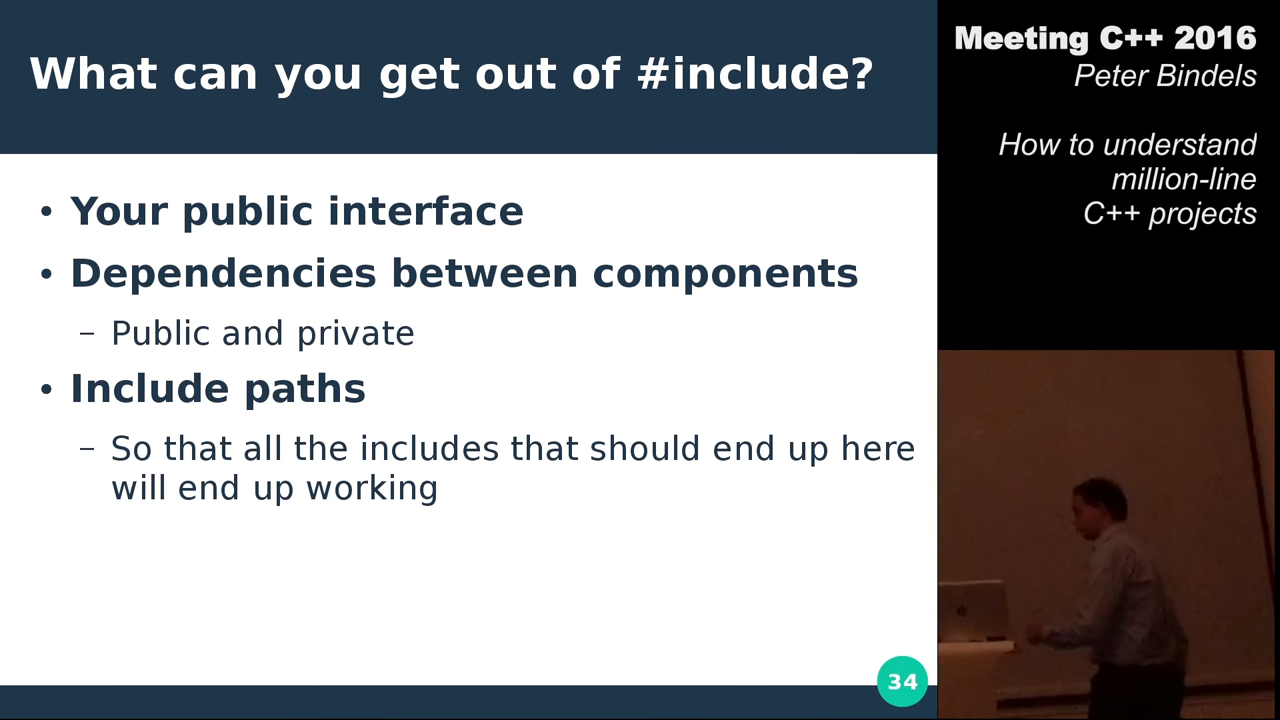 What can you get out of #include?
• Your public interface
• Dependencies between components
– Public and private
• Include paths
– So that all the includes that should end up here
will end up working
34
Meeting C++ 2016
Peter Bindels
How to understand
million-line
C++ projects